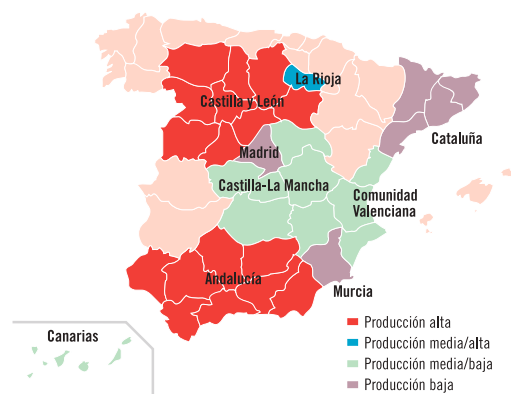 La Rioja
Castilla y León
Cataluña
Madrid
Castilla-La Mancha
Comunidad
Valenciana
Andalucía
Murcia
Canarias
Producción alta
Producción media/alta
Producción media/baja
Producción baja